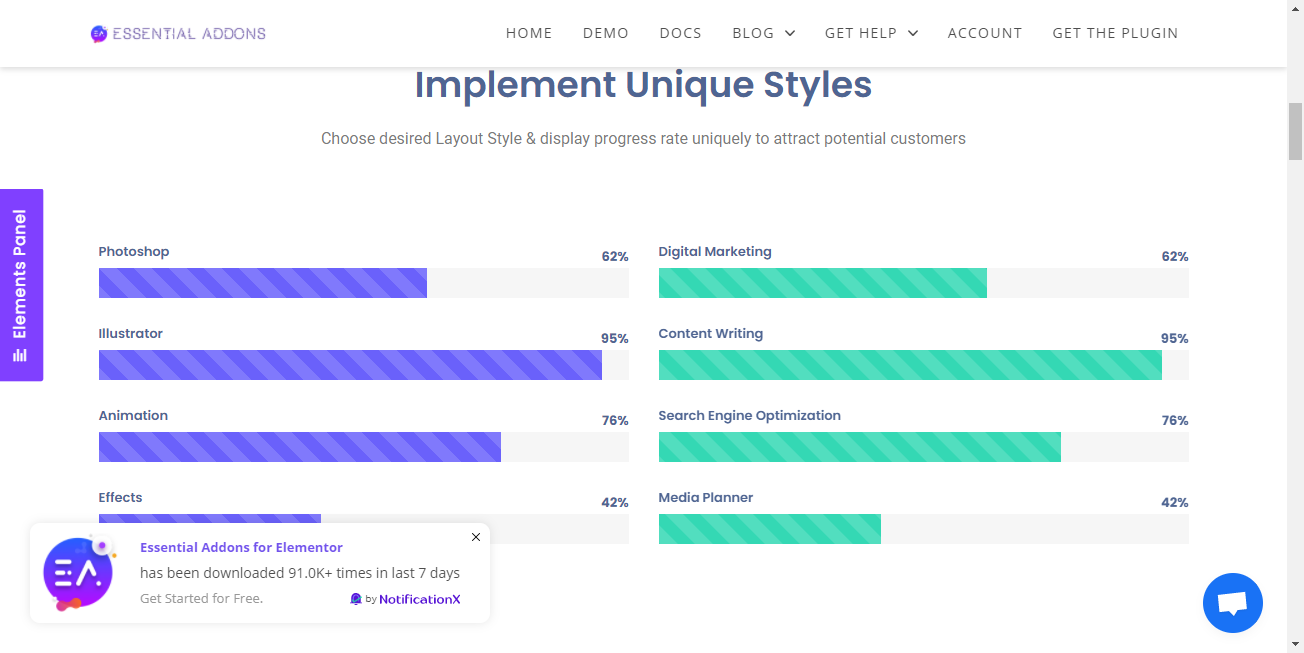 ESSENTIAL ADDONS
HOME DEMO DOCS BLOG GET HELP ACCOUNT GET THE PLUGIN
Implement Unique Styles
Choose desired Layout Style & display progress rate uniquely to attract potential customers
Elements Panel
Photoshop 62%
Digital Marketing 62%
Illustrator 95%
Content Writing 95%
Animation 76%
Search Engine Optimization 76%
Effects 42%
Media Planner 42%
EA
Essential Addons for Elementor
has been downloaded 91.0K+ times in last 7 days
Get Started for Free. by NotificationX